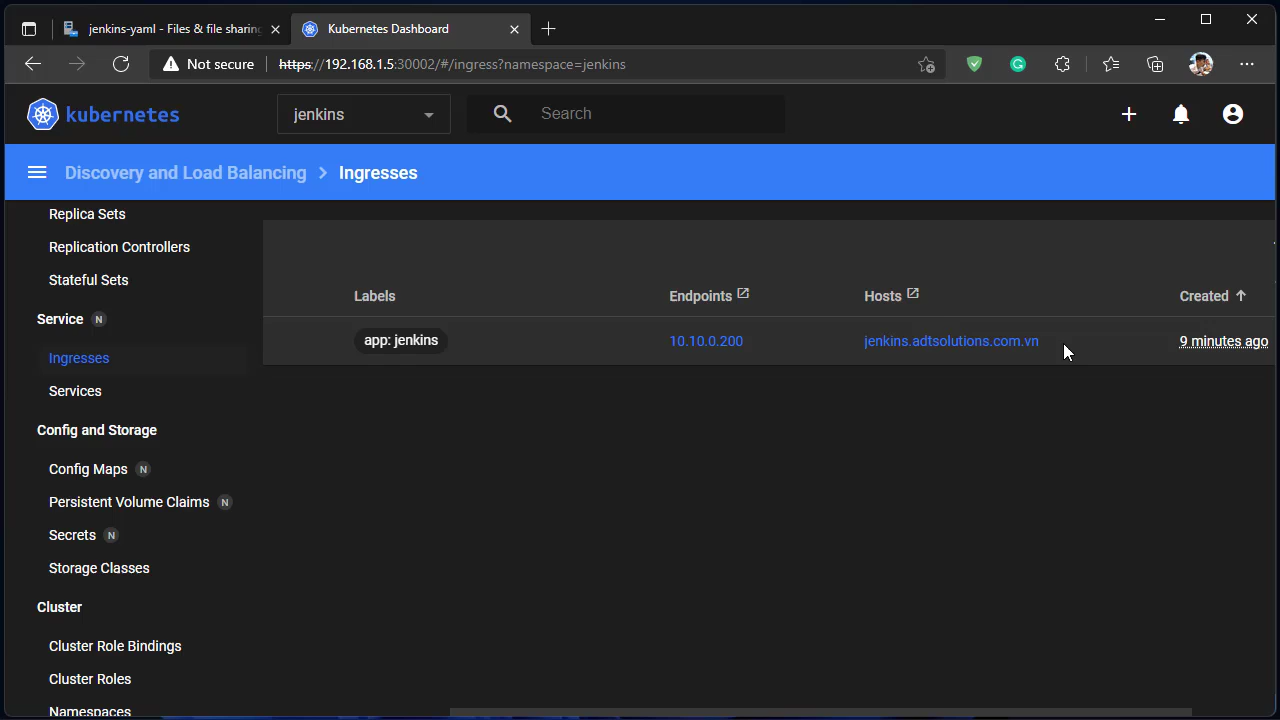 jenkins-yaml - Files & file sharing
Kubernetes Dashboard
Not secure
https://192.168.1.5:30002/#/ingress?namespace=jenkins
kubernetes
jenkins
Search
Discovery and Load Balancing > Ingresses
Replica Sets
Replication Controllers
Stateful Sets
Service N
Ingresses
Services
Config and Storage
Config Maps N
Persistent Volume Claims N
Secrets N
Storage Classes
Cluster
Cluster Role Bindings
Cluster Roles
Namespaces
Labels Endpoints Hosts Created
app: jenkins 10.10.0.200 jenkins.adtsolutions.com.vn 9 minutes ago